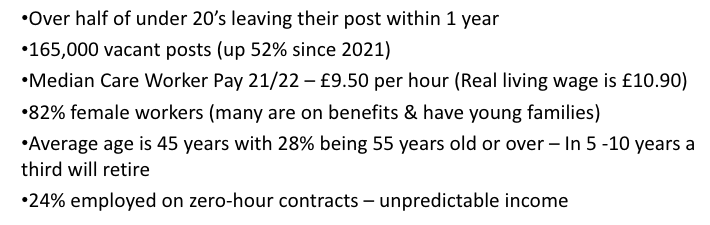 •Over half of under 20’s leaving their post within 1 year
•165,000 vacant posts (up 52% since 2021)
•Median Care Worker Pay 21/22 – £9.50 per hour (Real living wage is £10.90)
•82% female workers (many are on benefits & have young families)
•Average age is 45 years with 28% being 55 years old or over – In 5 -10 years a
third will retire
•24% employed on zero-hour contracts – unpredictable income